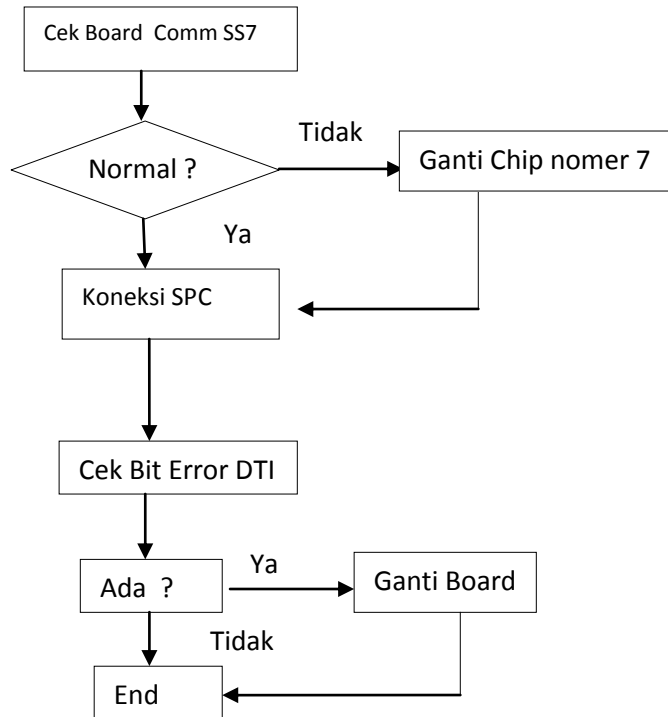 Cek Board Comm SS7
Tidak
Normal ?
Ganti Chip nomer 7
Ya
Koneksi SPC
Cek Bit Error DTI
Ya
Ada ?
Ganti Board
Tidak
End